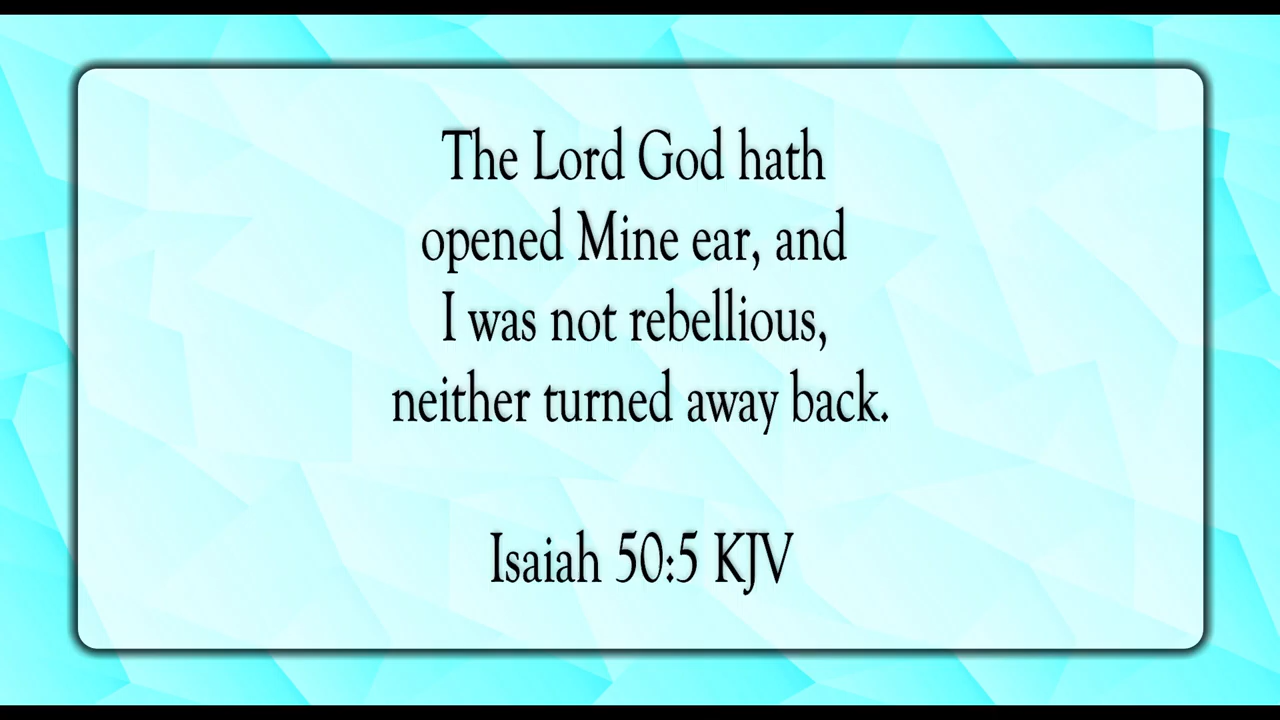 The Lord God hath
opened Mine ear, and
I was not rebellious,
neither turned away back.
Isaiah 50:5 KJV